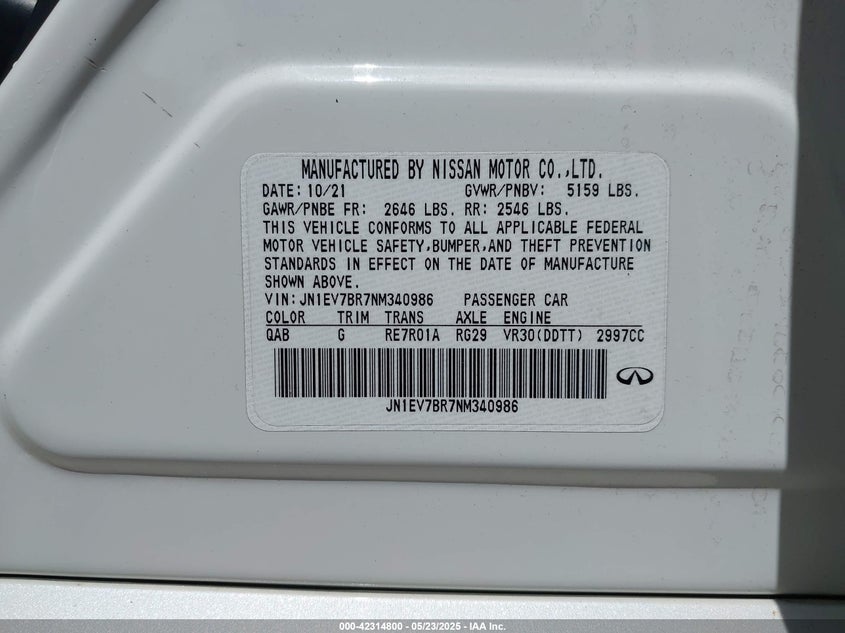 MANUFACTURED BY NISSAN MOTOR CO.,LTD.
DATE: 10/21 GVWR/PNBV: 5159 LBS.
GAWR/PNBE FR: 2646 LBS. RR: 2546 LBS.
THIS VEHICLE CONFORMS TO ALL APPLICABLE FEDERAL
MOTOR VEHICLE SAFETY,BUMPER,AND THEFT PREVENTION
STANDARDS IN EFFECT ON THE DATE OF MANUFACTURE
SHOWN ABOVE.
VIN:JN1EV7BR7NM340986 PASSENGER CAR
COLOR TRIM TRANS AXLE ENGINE
QAB G RE7R01A RG29 VR30(DDTT) 2997CC
JN1EV7BR7NM340986
000-42314800 - 05/23/2025 - IAA Inc.